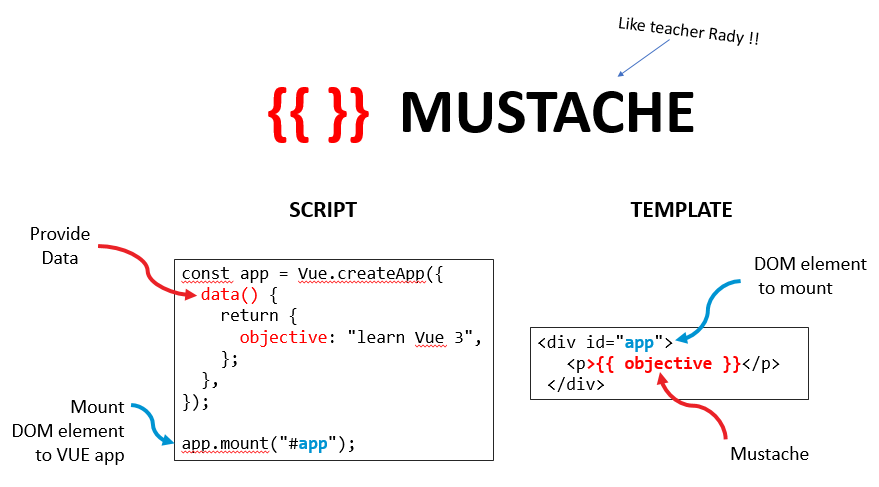 Like teacher Rady !!
{{ }} MUSTACHE
SCRIPT
Provide
Data
const app = Vue.createApp({
data() {
return {
objective: "learn Vue 3",
};
},
});
app.mount("#app");
Mount
DOM element
to VUE app
TEMPLATE
DOM element
to mount
<div id="app">
<p>{{ objective }}</p>
</div>
Mustache